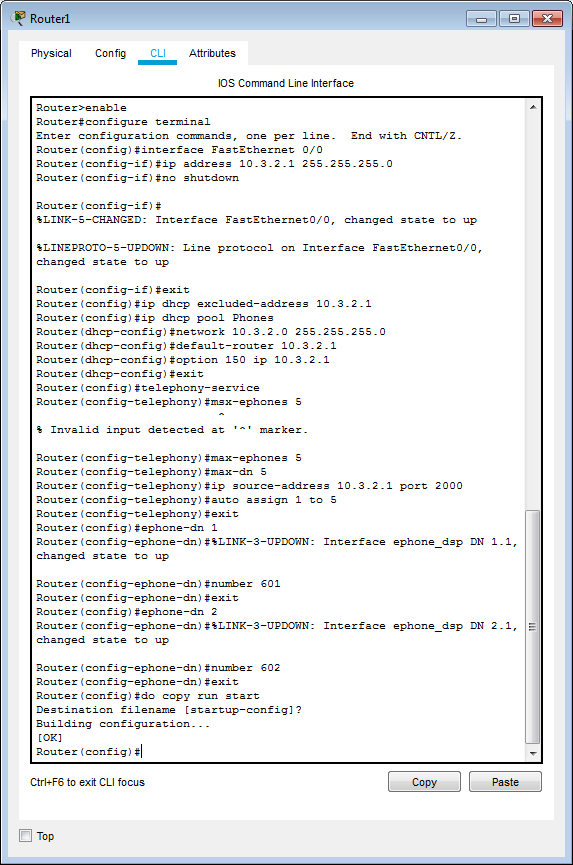 Router1
Physical Config CLI Attributes
IOS Command Line Interface
Router>enable
Router#configure terminal
Enter configuration commands, one per line.  End with CNTL/Z.
Router(config)#interface FastEthernet 0/0
Router(config-if)#ip address 10.3.2.1 255.255.255.0
Router(config-if)#no shutdown
Router(config-if)#
%LINK-5-CHANGED: Interface FastEthernet0/0, changed state to up
%LINEPROTO-5-UPDOWN: Line protocol on Interface FastEthernet0/0,
changed state to up
Router(config-if)#exit
Router(config)#ip dhcp excluded-address 10.3.2.1
Router(config)#ip dhcp pool Phones
Router(dhcp-config)#network 10.3.2.0 255.255.255.0
Router(dhcp-config)#default-router 10.3.2.1
Router(dhcp-config)#option 150 ip 10.3.2.1
Router(dhcp-config)#exit
Router(config)#telephony-service
Router(config-telephony)#msx-ephones 5
^
% Invalid input detected at '^' marker.
Router(config-telephony)#max-ephones 5
Router(config-telephony)#max-dn 5
Router(config-telephony)#ip source-address 10.3.2.1 port 2000
Router(config-telephony)#auto assign 1 to 5
Router(config-telephony)#exit
Router(config)#ephone-dn 1
Router(config-ephone-dn)#%LINK-3-UPDOWN: Interface ephone_dsp DN 1.1,
changed state to up
Router(config-ephone-dn)#number 601
Router(config-ephone-dn)#exit
Router(config)#ephone-dn 2
Router(config-ephone-dn)#%LINK-3-UPDOWN: Interface ephone_dsp DN 2.1,
changed state to up
Router(config-ephone-dn)#number 602
Router(config-ephone-dn)#exit
Router(config)#do copy run start
Destination filename [startup-config]?
Building configuration...
[OK]
Router(config)#
Ctrl+F6 to exit CLI focus Copy Paste
Top